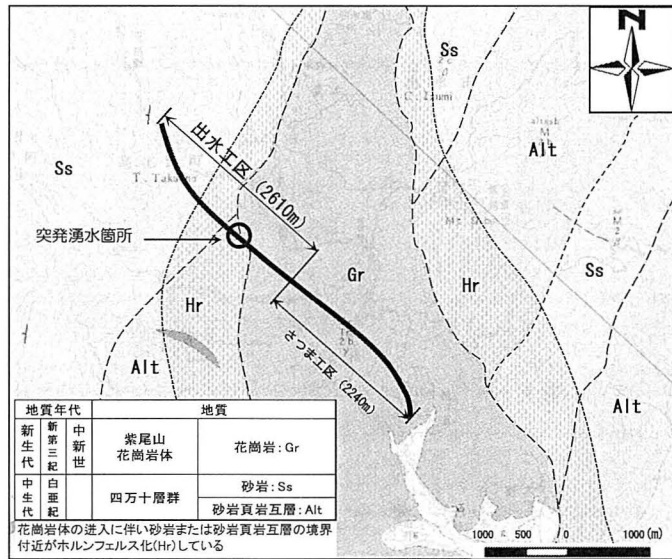 N
Ss
Alt
Ss
出水工区 (2610m)
突発湧水箇所
Gr
Hr
Hr
Ss
さつま工区 (2240m)
Alt
Alt
地質年代 地質
新生代 新第三紀 中新世 紫尾山花崗岩体 花崗岩:Gr
中生代 白亜紀 四万十層群 砂岩:Ss
砂岩頁岩互層:Alt
花崗岩体の迸入に伴い砂岩または砂岩頁岩互層の境界
付近がホルンフェルス化(Hr)している
1000 500 0 1000(m)